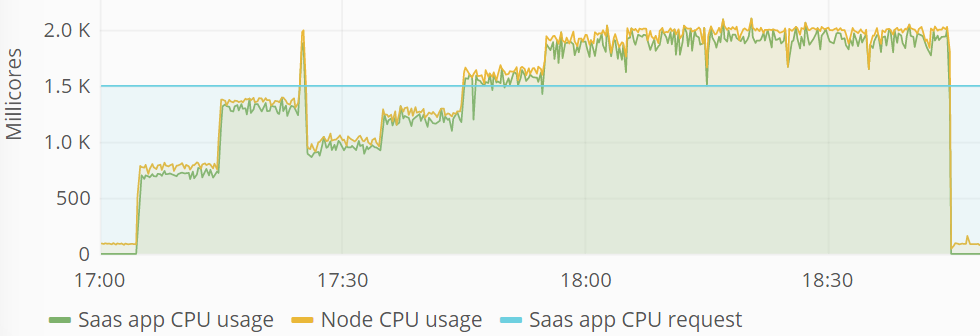 Millicores
2.0 K
1.5 K
1.0 K
500
0
17:00 17:30 18:00 18:30
Saas app CPU usage Node CPU usage Saas app CPU request